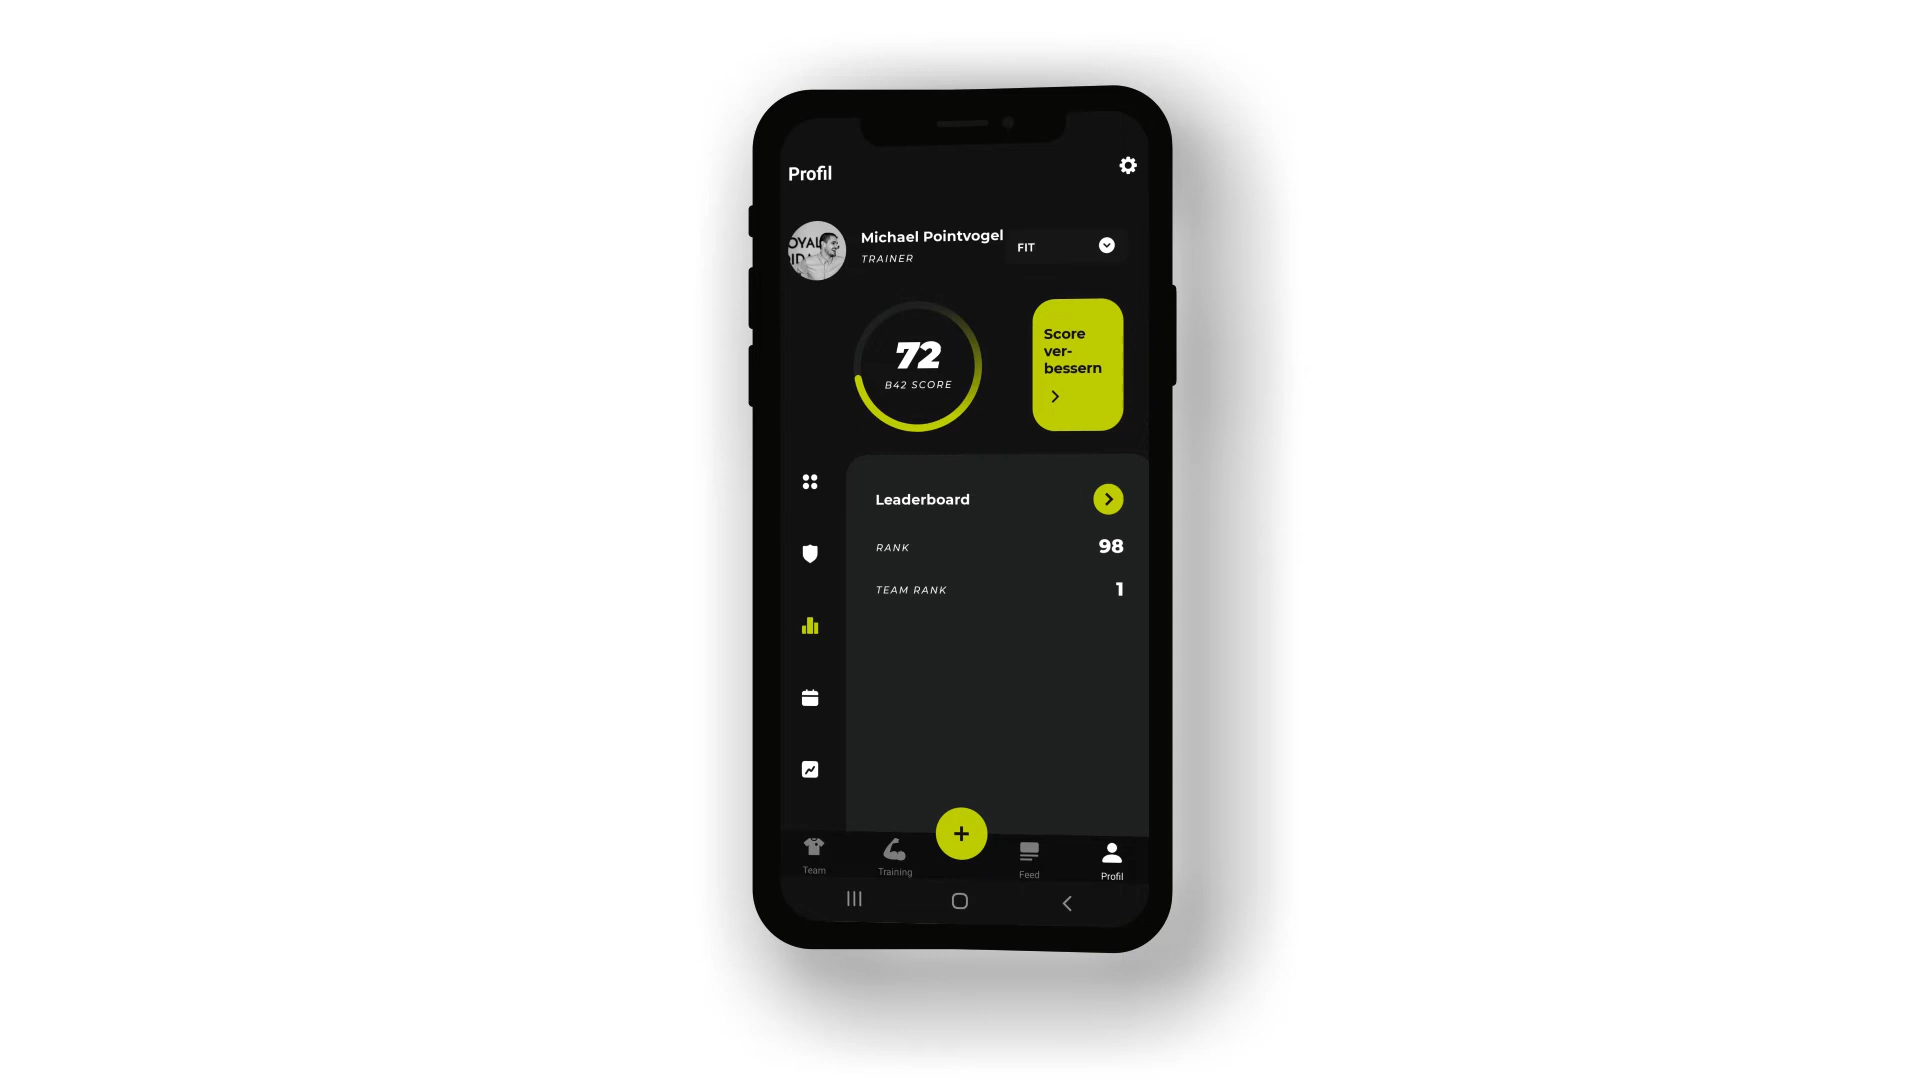 Profil
OYAL
Michael Pointvogel
TRAINER
FIT
72
B42 SCORE
Score
ver-
bessern
Leaderboard
RANK
98
TEAM RANK
1
Team
Training
Feed
Profil